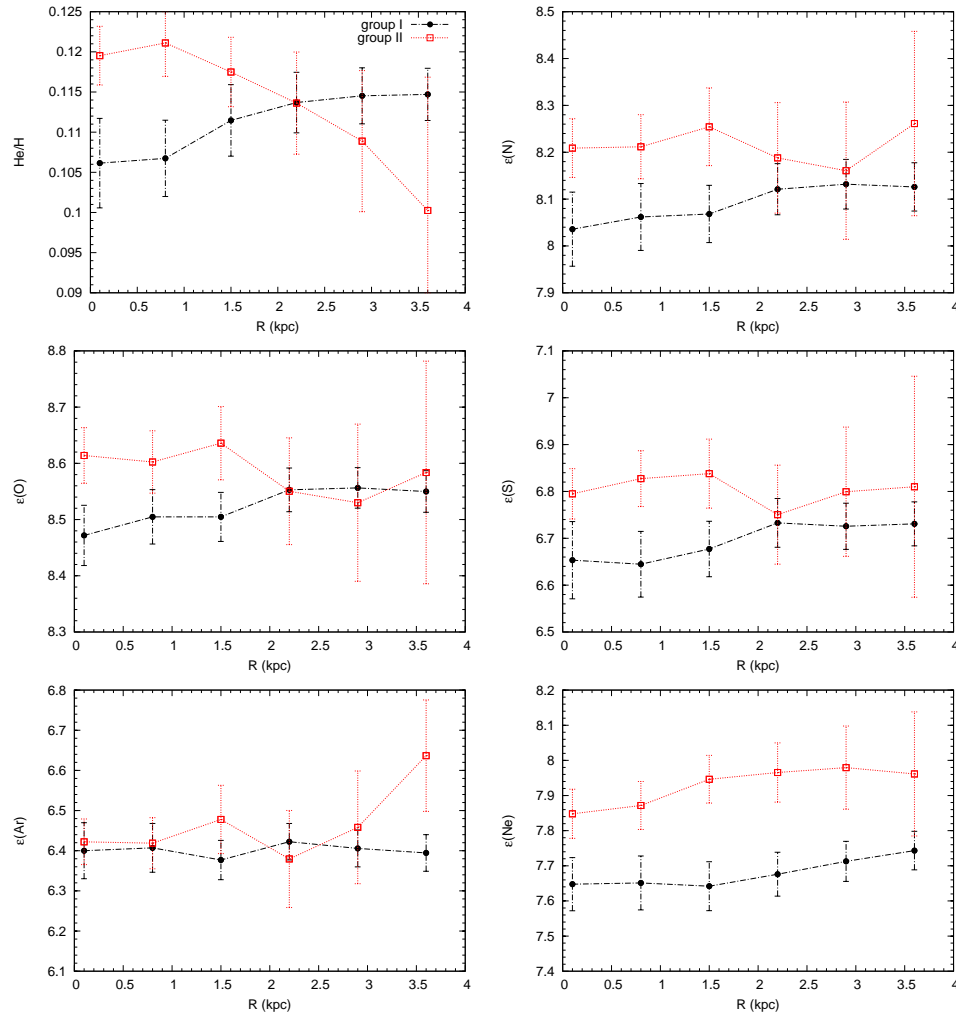 group I
group II
He/H
0.125
0.12
0.115
0.11
0.105
0.1
0.095
0.09
0 0.5 1 1.5 2 2.5 3 3.5 4
R (kpc)
ε(N)
8.5
8.4
8.3
8.2
8.1
8
7.9
0 0.5 1 1.5 2 2.5 3 3.5 4
R (kpc)
ε(O)
8.8
8.7
8.6
8.5
8.4
8.3
0 0.5 1 1.5 2 2.5 3 3.5 4
R (kpc)
ε(S)
7.1
7
6.9
6.8
6.7
6.6
6.5
0 0.5 1 1.5 2 2.5 3 3.5 4
R (kpc)
ε(Ar)
6.8
6.7
6.6
6.5
6.4
6.3
6.2
6.1
0 0.5 1 1.5 2 2.5 3 3.5 4
R (kpc)
ε(Ne)
8.2
8.1
8
7.9
7.8
7.7
7.6
7.5
7.4
0 0.5 1 1.5 2 2.5 3 3.5 4
R (kpc)